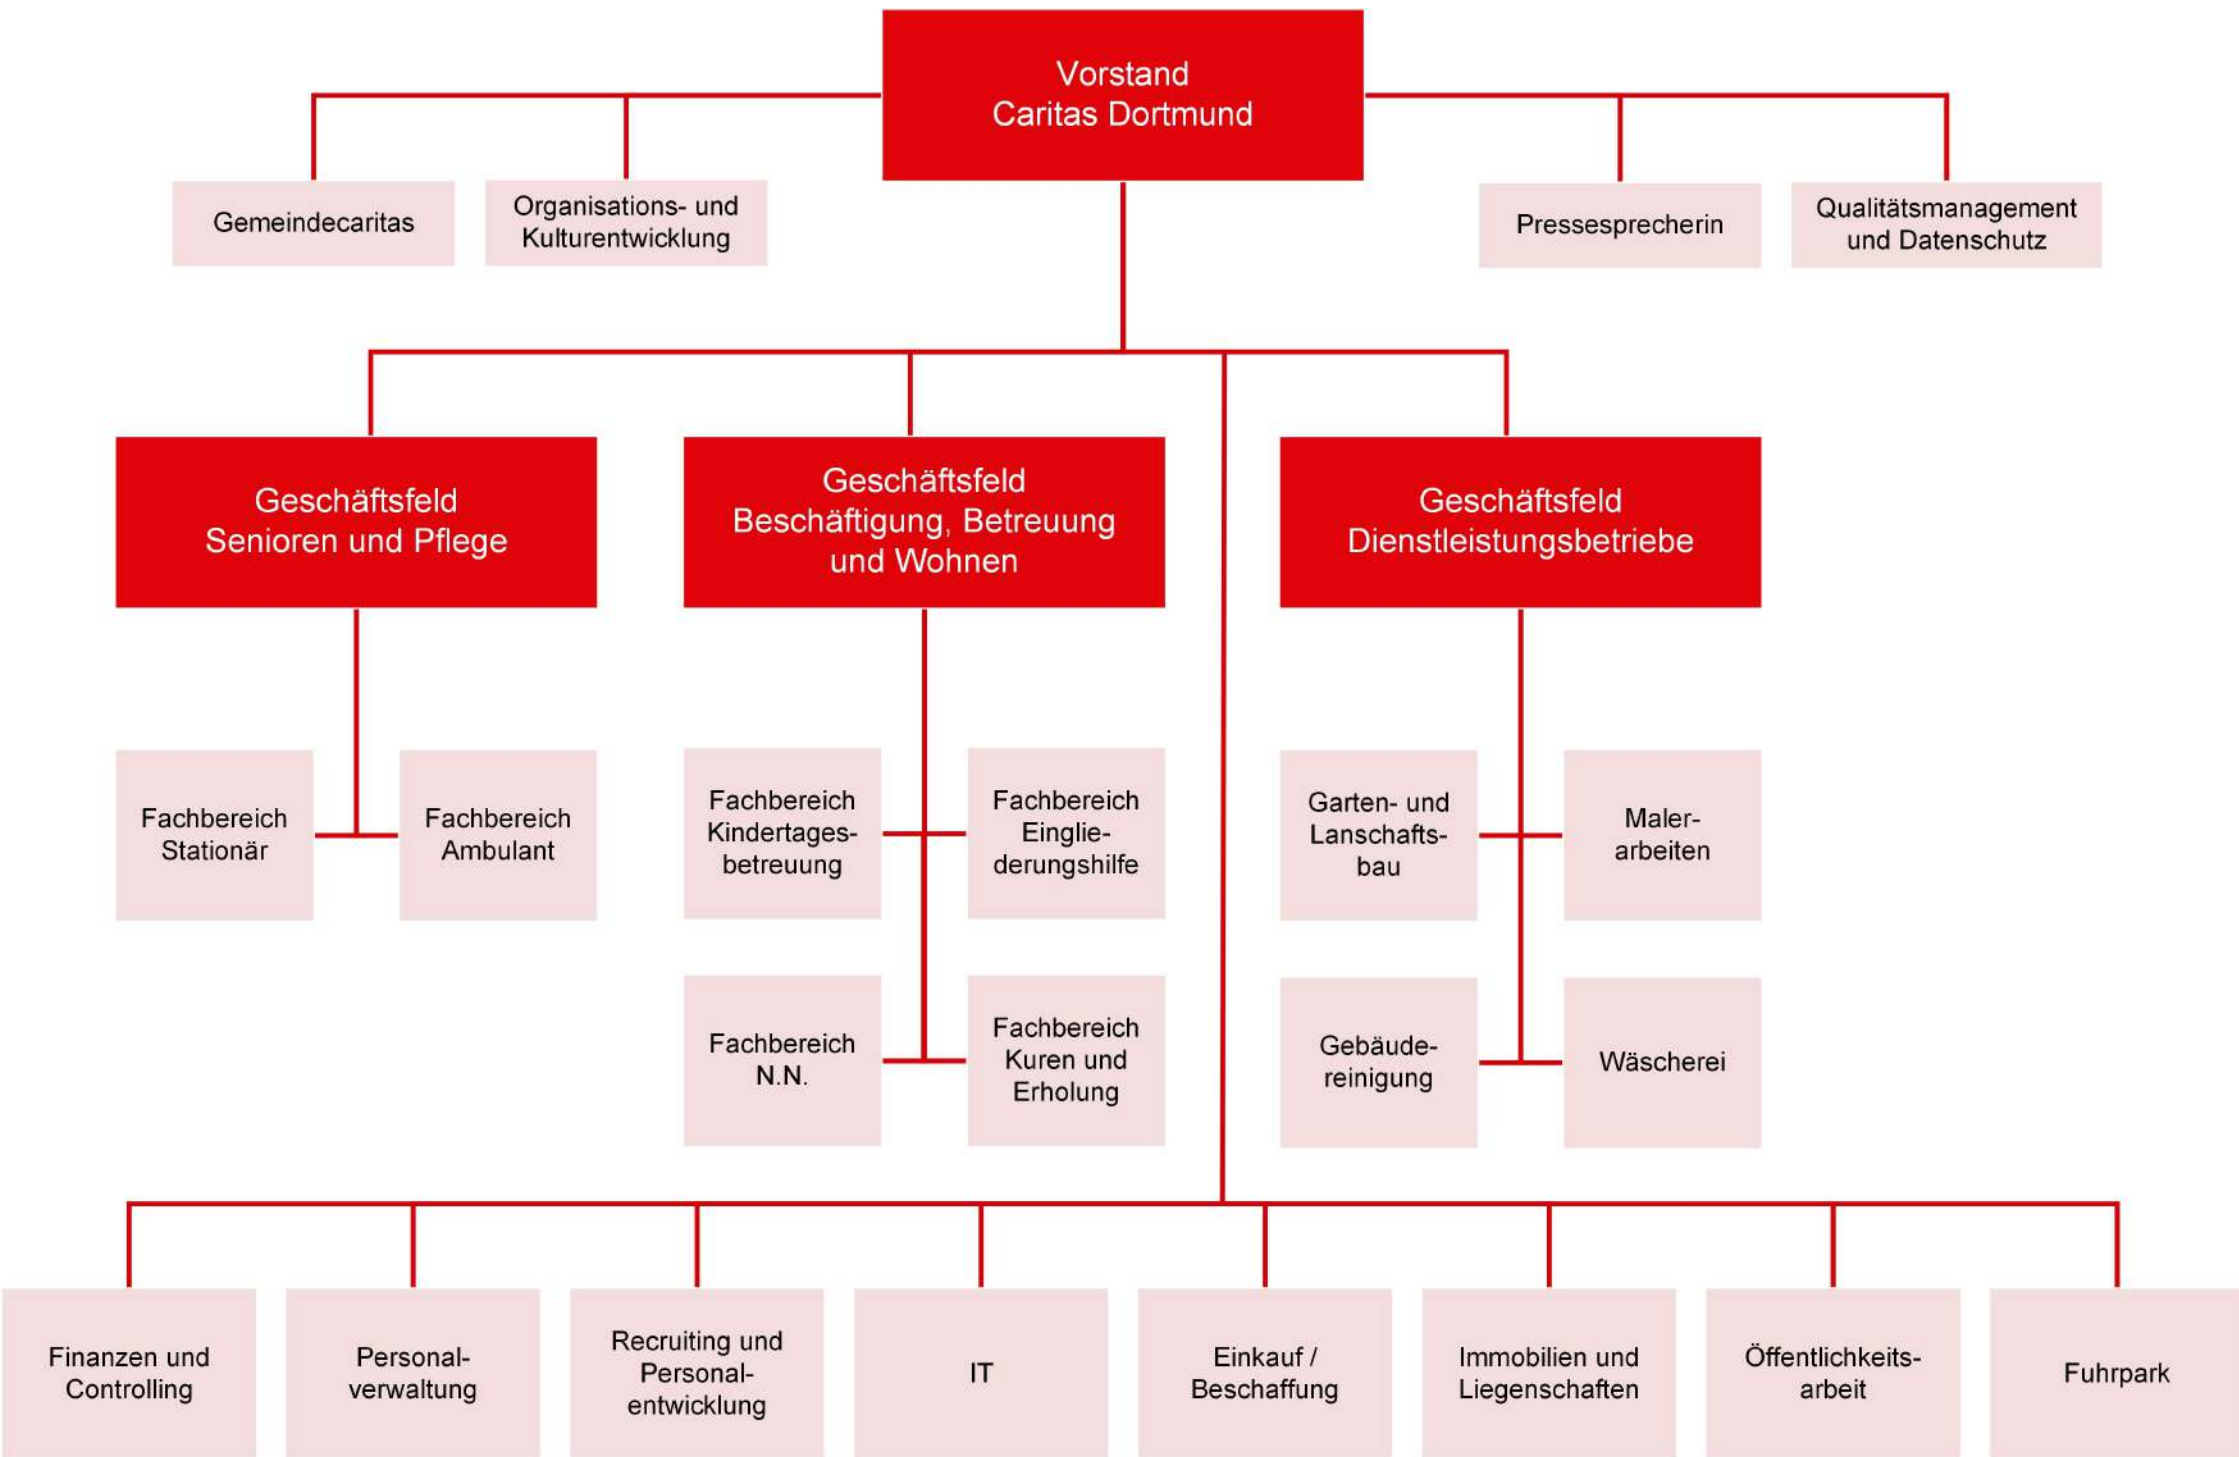 Vorstand
Caritas Dortmund
Gemeindecaritas
Organisations- und
Kulturentwicklung
Pressesprecherin
Qualitätsmanagement
und Datenschutz
Geschäftsfeld
Senioren und Pflege
Geschäftsfeld
Beschäftigung, Betreuung
und Wohnen
Geschäftsfeld
Dienstleistungsbetriebe
Fachbereich
Stationär
Fachbereich
Ambulant
Fachbereich
Kindertages-
betreuung
Fachbereich
Einglie-
derungshilfe
Garten- und
Lanschafts-
bau
Maler-
arbeiten
Fachbereich
N.N.
Fachbereich
Kuren und
Erholung
Gebäude-
reinigung
Wäscherei
Finanzen und
Controlling
Personal-
verwaltung
Recruiting und
Personal-
entwicklung
IT
Einkauf /
Beschaffung
Immobilien und
Liegenschaften
Öffentlichkeits-
arbeit
Fuhrpark